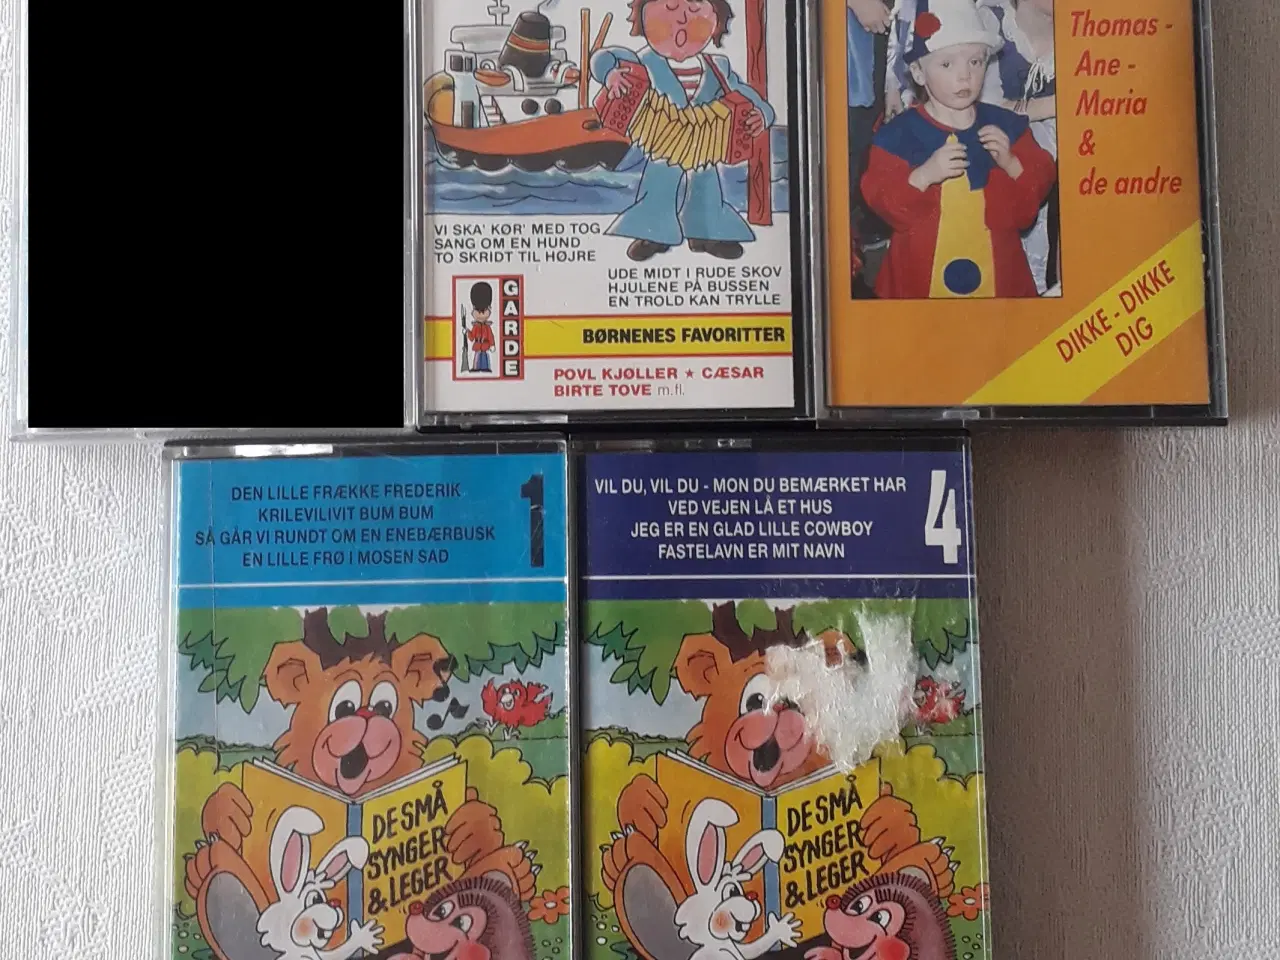 VI SKA' KØR' MED TOG
SANG OM EN HUND
TO SKRIDT TIL HØJRE
UDE MIDT I RUDE SKOV
HJULENE PÅ BUSSEN
EN TROLD KAN TRYLLE
GARDE
BØRNENES FAVORITTER
POVL KJØLLER ★ CÆSAR
BIRTE TOVE m.fl.
Thomas -
Ane -
Maria
&
de andre
DIKKE - DIKKE
DIG
DEN LILLE FRÆKKE FREDERIK
KRILEVILIVIT BUM BUM
SÅ GÅR VI RUNDT OM EN ENEBÆRBUSK
EN LILLE FRØ I MOSEN SAD
1
DE SMÅ
SYNGER
& LEGER
VIL DU, VIL DU - MON DU BEMÆRKET HAR
VED VEJEN LÅ ET HUS
JEG ER EN GLAD LILLE COWBOY
FASTELAVN ER MIT NAVN
4
DE SMÅ
SYNGER
& LEGER